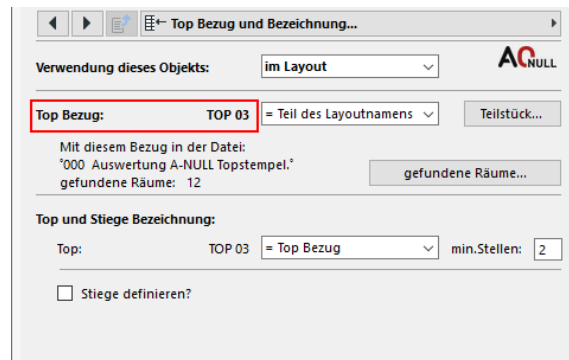 Top Bezug und Bezeichnung...
Verwendung dieses Objekts: im Layout
A-NULL
Top Bezug: TOP 03 = Teil des Layoutnamens Teilstück...
Mit diesem Bezug in der Datei:
"000 Auswertung A-NULL Topstempel."
gefundene Räume: 12 gefundene Räume...
Top und Stiege Bezeichnung:
Top: TOP 03 = Top Bezug min.Stellen: 2
Stiege definieren?